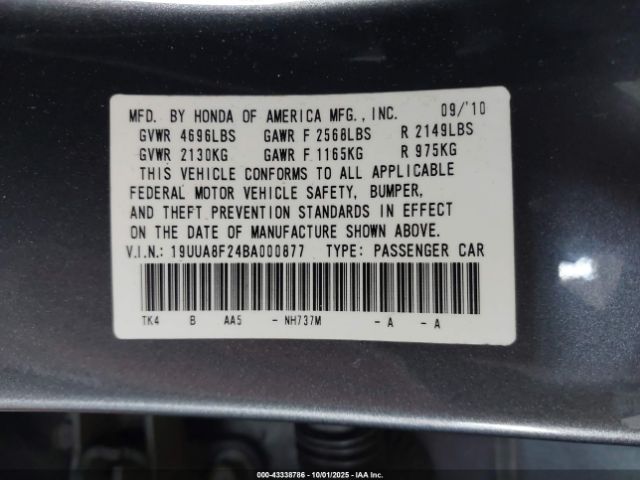 MFD. BY HONDA OF AMERICA MFG., INC. 09/'10
GVWR 4696LBS GAWR F 2568LBS R 2149LBS
GVWR 2130KG GAWR F 1165KG R 975KG
THIS VEHICLE CONFORMS TO ALL APPLICABLE
FEDERAL MOTOR VEHICLE SAFETY, BUMPER,
AND THEFT PREVENTION STANDARDS IN EFFECT
ON THE DATE OF MANUFACTURE SHOWN ABOVE.
V.I.N.: 19UUA8F24BA000877 TYPE: PASSENGER CAR
TK4 B AA5 - NH737M - A - A
000-43338786 - 10/01/2025 - IAA Inc.